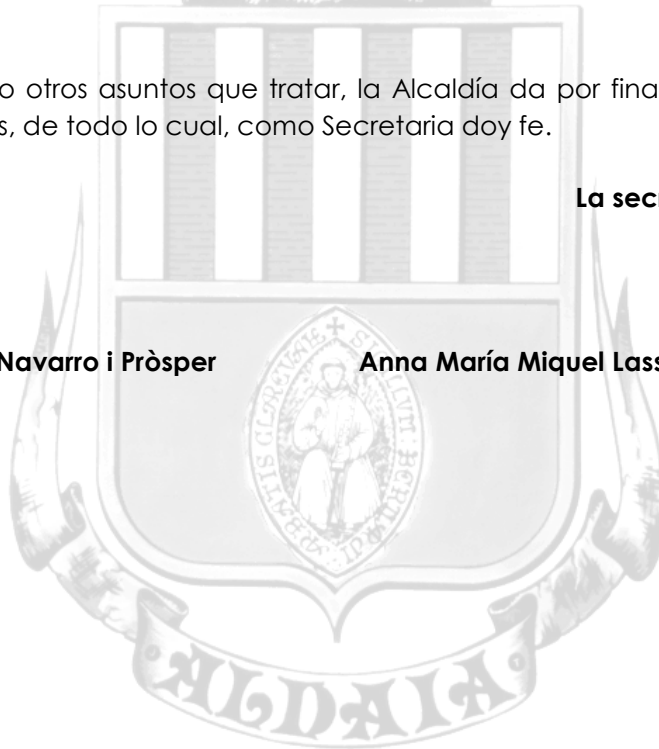 o otros asuntos que tratar, la Alcaldía da por fina
s, de todo lo cual, como Secretaria doy fe.
La secr
Navarro i Pròsper Anna María Miquel Lass
ALDAIA